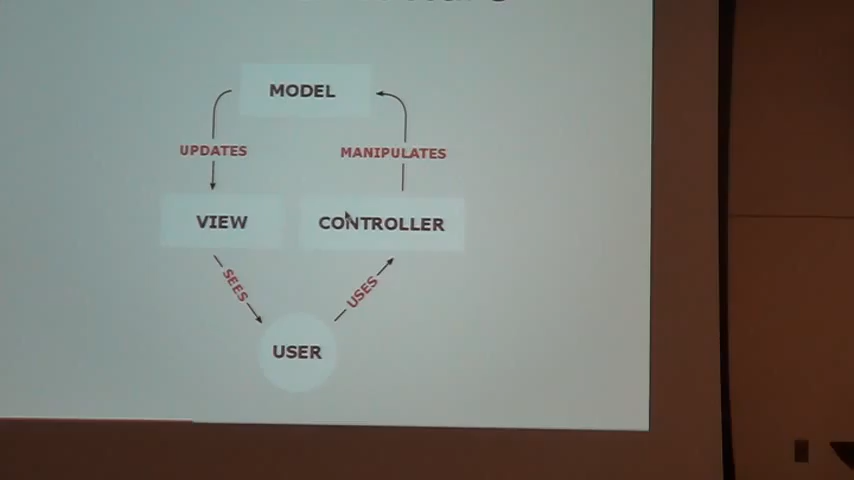 MODEL
UPDATES
MANIPULATES
VIEW
CONTROLLER
SEES
USES
USER